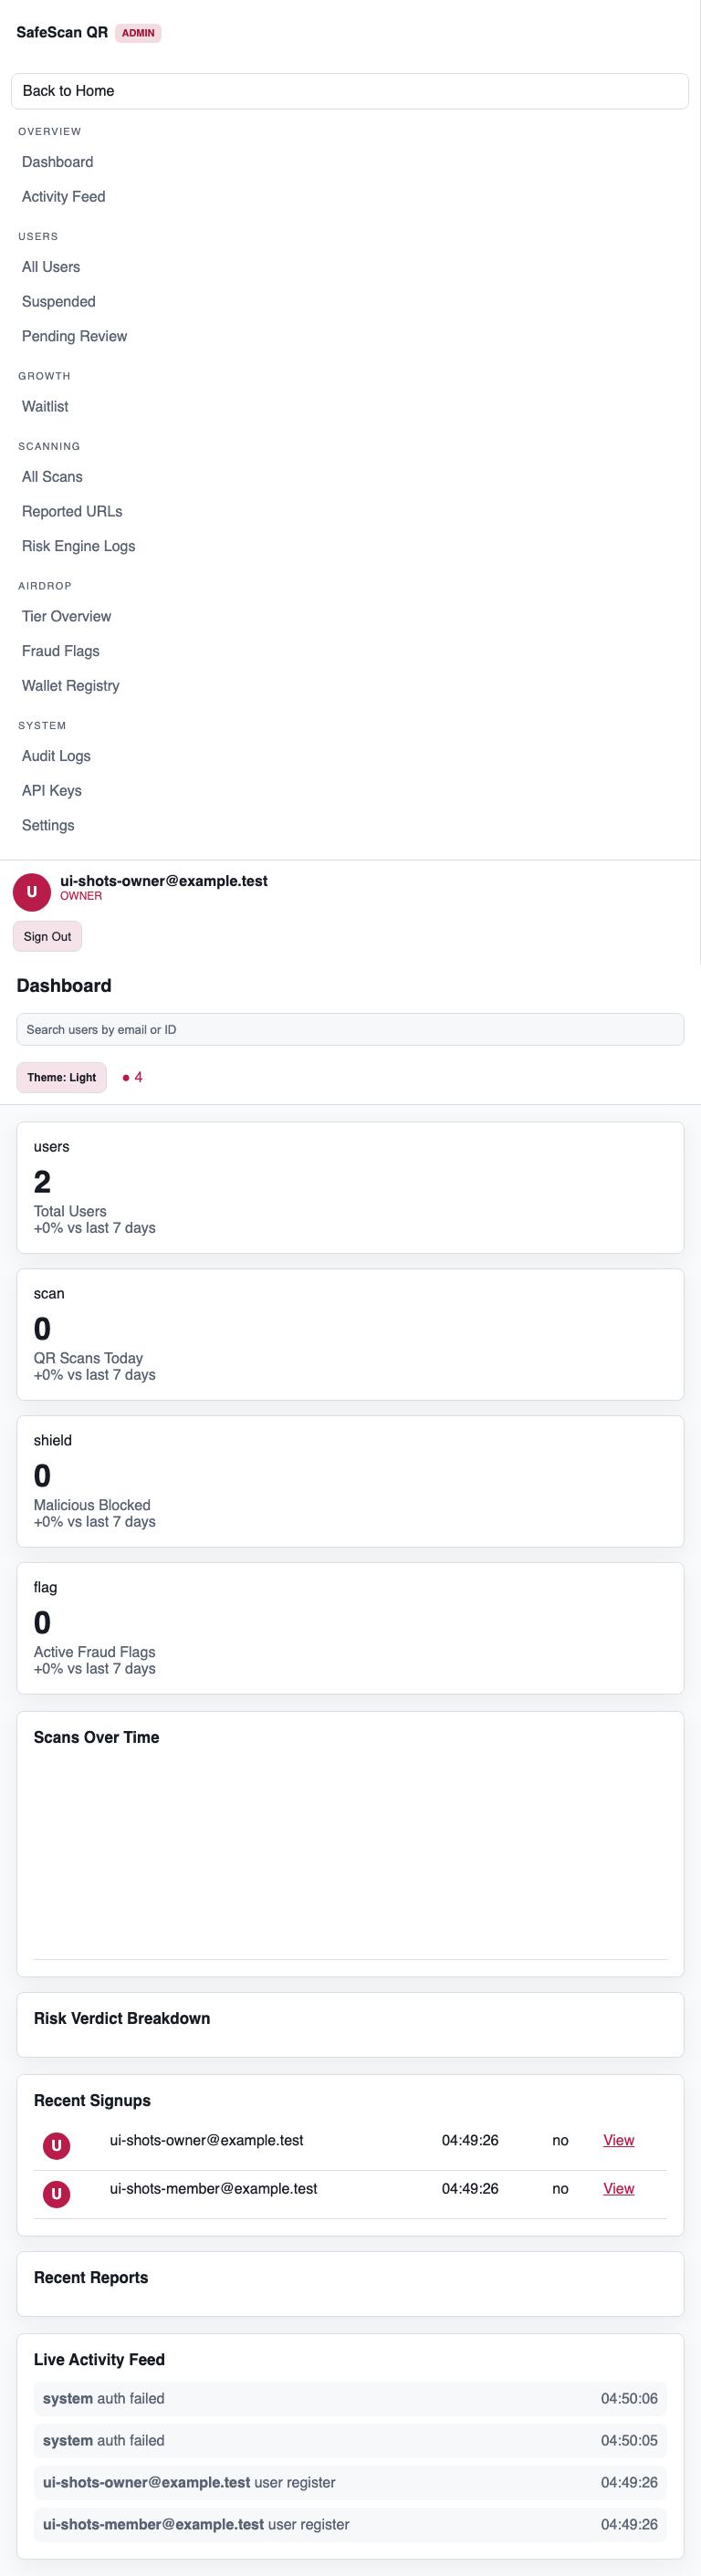 SafeScan QR ADMIN
Back to Home
OVERVIEW
Dashboard
Activity Feed
USERS
All Users
Suspended
Pending Review
GROWTH
Waitlist
SCANNING
All Scans
Reported URLs
Risk Engine Logs
AIRDROP
Tier Overview
Fraud Flags
Wallet Registry
SYSTEM
Audit Logs
API Keys
Settings
U ui-shots-owner@example.test
OWNER
Sign Out
Dashboard
Search users by email or ID
Theme: Light • 4
users
2
Total Users
+0% vs last 7 days
scan
0
QR Scans Today
+0% vs last 7 days
shield
0
Malicious Blocked
+0% vs last 7 days
flag
0
Active Fraud Flags
+0% vs last 7 days
Scans Over Time
Risk Verdict Breakdown
Recent Signups
U ui-shots-owner@example.test 04:49:26 no View
U ui-shots-member@example.test 04:49:26 no View
Recent Reports
Live Activity Feed
system auth failed 04:50:06
system auth failed 04:50:05
ui-shots-owner@example.test user register 04:49:26
ui-shots-member@example.test user register 04:49:26